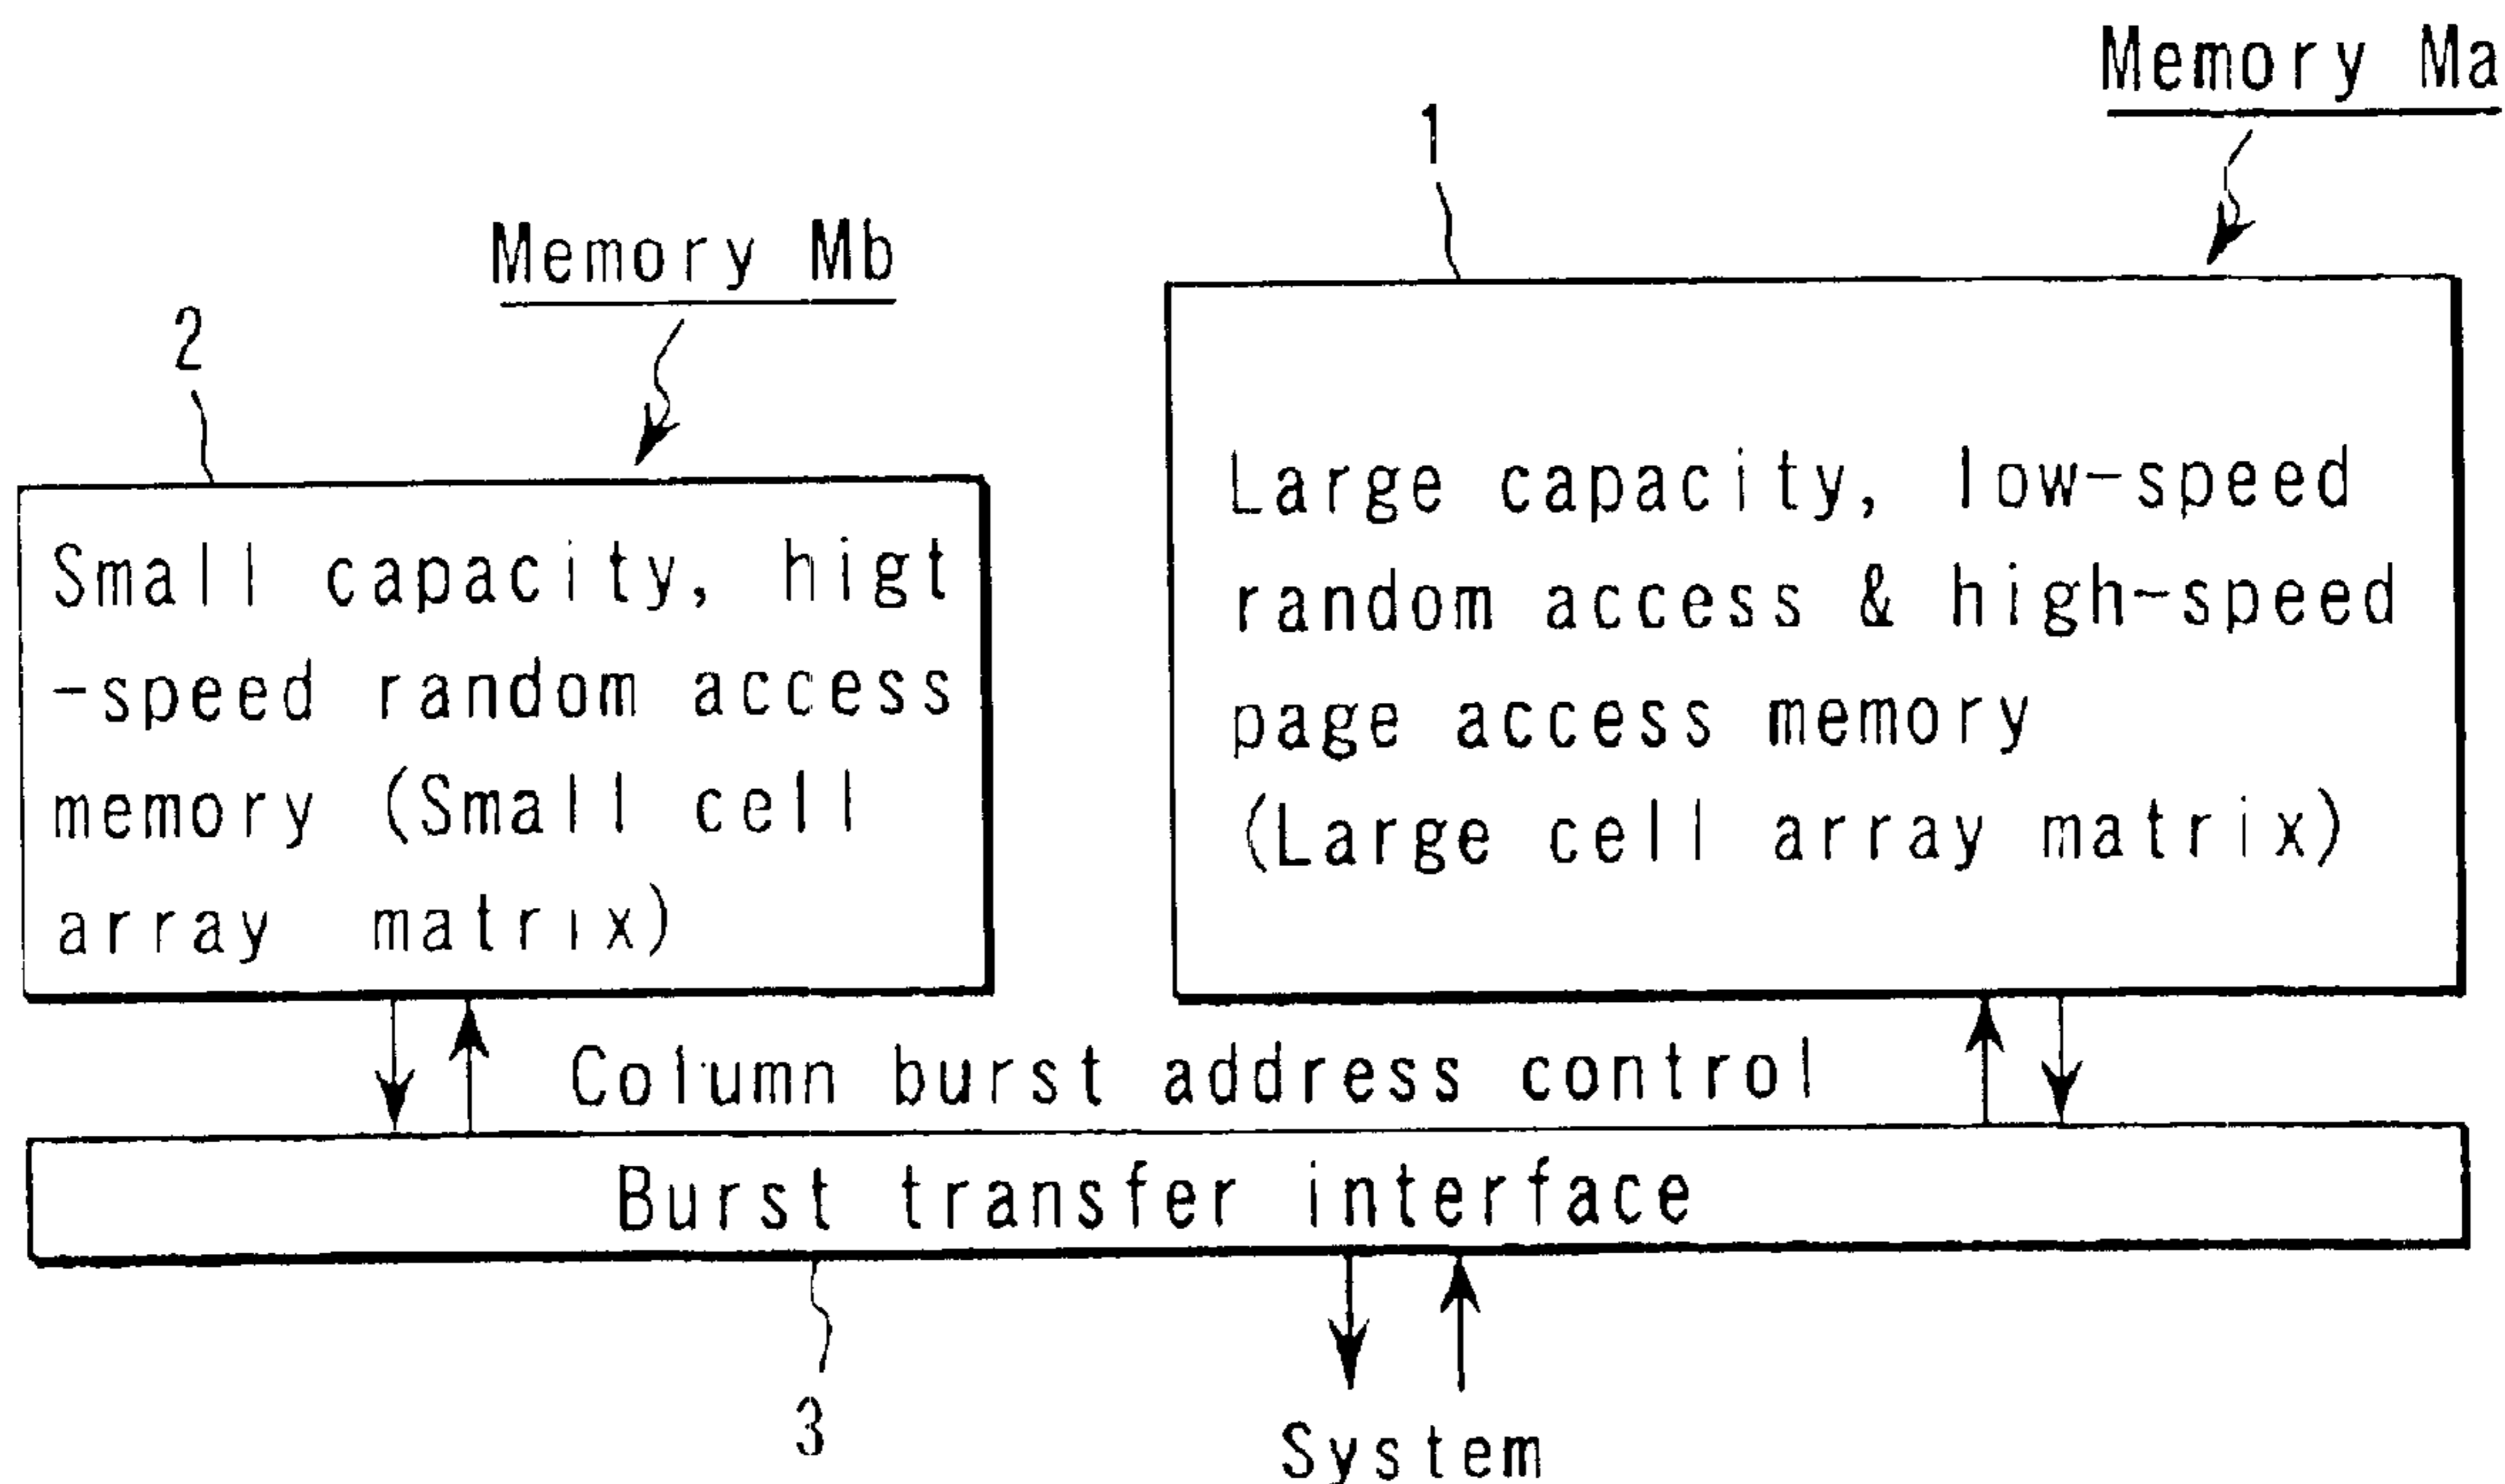 Memory Ma
1
Memory Mb
2
Large capacity, low-speed
random access & high-speed
page access memory
(Large cell array matrix)
Small capacity, higt
-speed random access
memory (Small cell
array matrix)
Column burst address control
Burst transfer interface
3
System